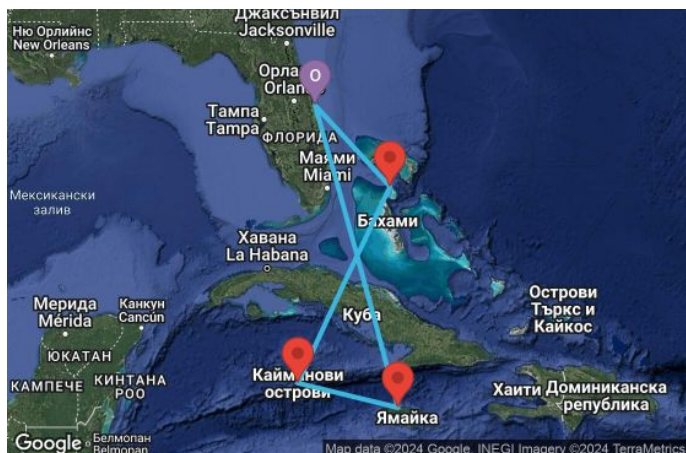 Джаксънвил
Jacksonville
Ню Орлийнс
New Orleans
O
Тампа
Tampa
ФЛОРИДА
Маями
Miami
Мексикански
залив
Бахами
Хавана
La Habana
Мерида
Mérida
Канкун
Cancún
Куба
Острови
Търкс и
Кайкос
ЮКАТАН
КАМПЕЧЕ
КИНТАНА
РОО
Кайманови
острови
Ямайка
Хаити
Доминиканска
република
Google
Белмопан
Belmopan
Map data ©2024 Google, INEGI Imagery ©2024 TerraMetrics